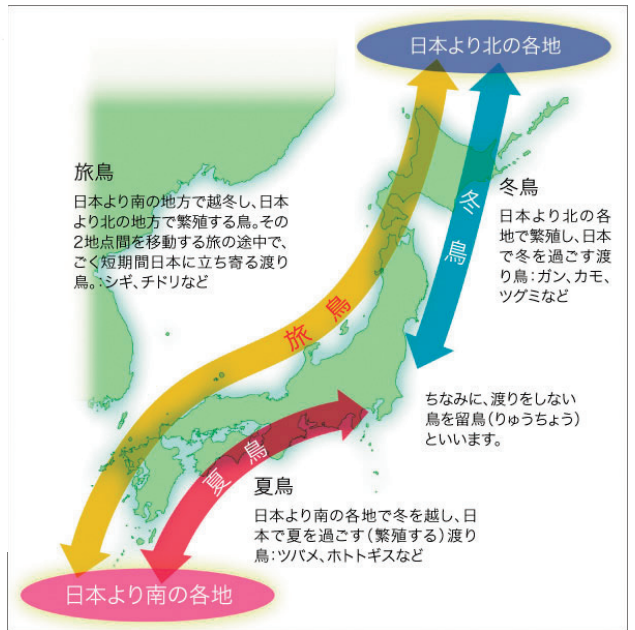 日本より北の各地
旅鳥
日本より南の地方で越冬し、日本
より北の地方で繁殖する鳥。その
2地点間を移動する旅の途中で、
ごく短期間日本に立ち寄る渡り
鳥。:シギ、チドリなど
冬鳥
冬鳥
日本より北の各
地で繁殖し、日本
で冬を過ごす渡
り鳥:ガン、カモ、
ツグミなど
旅鳥
ちなみに、渡りをしない
鳥を留鳥(りゅうちょう)
といいます。
夏鳥
夏鳥
日本より南の各地で冬を越し、日
本で夏を過ごす(繁殖する)渡り
鳥:ツバメ、ホトトギスなど
日本より南の各地